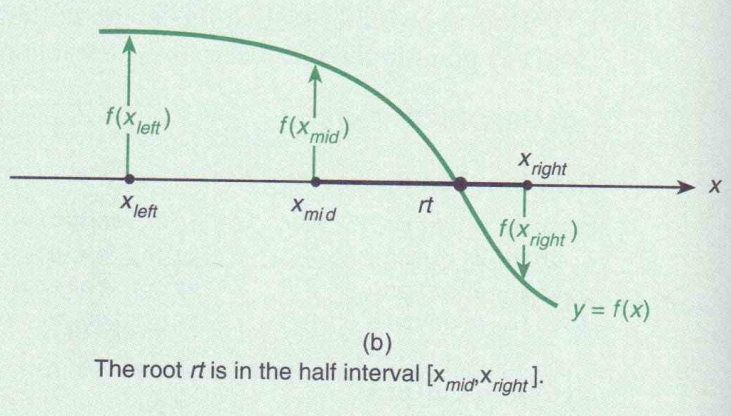 f(x_left)
f(x_mid)
x_right
x
x_left
x_mid
rt
f(x_right)
y = f(x)
(b)
The root rt is in the half interval [x_mid,x_right].